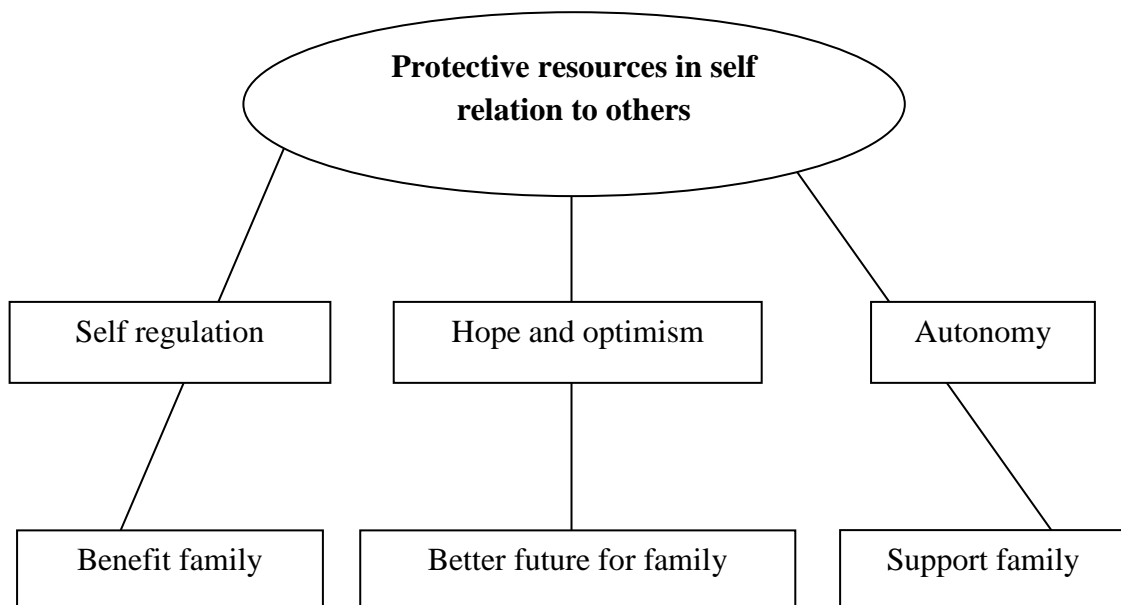 Protective resources in self
relation to others
Self regulation
Hope and optimism
Autonomy
Benefit family
Better future for family
Support family